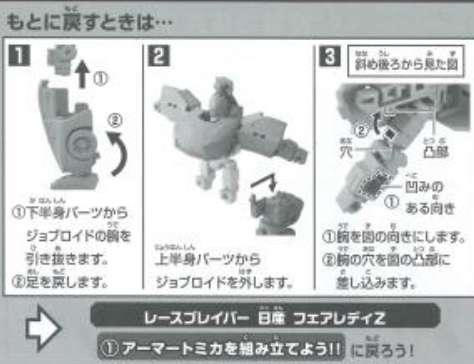 もとに戻すときは…
1
①
②
①下半身パーツから
ジョブロイドの腕を
引き抜きます。
②足を戻します。
2
上半身パーツから
ジョブロイドを外します。
3
斜め後ろから見た図
②
穴
凸部
凹みの
ある向き
①
①腕を図の向きにします。
②腕の穴を図の凸部に
差し込みます。
レースブレイバー 日産 フェアレディZ
①アーマートミカを組み立てよう!! に戻ろう!